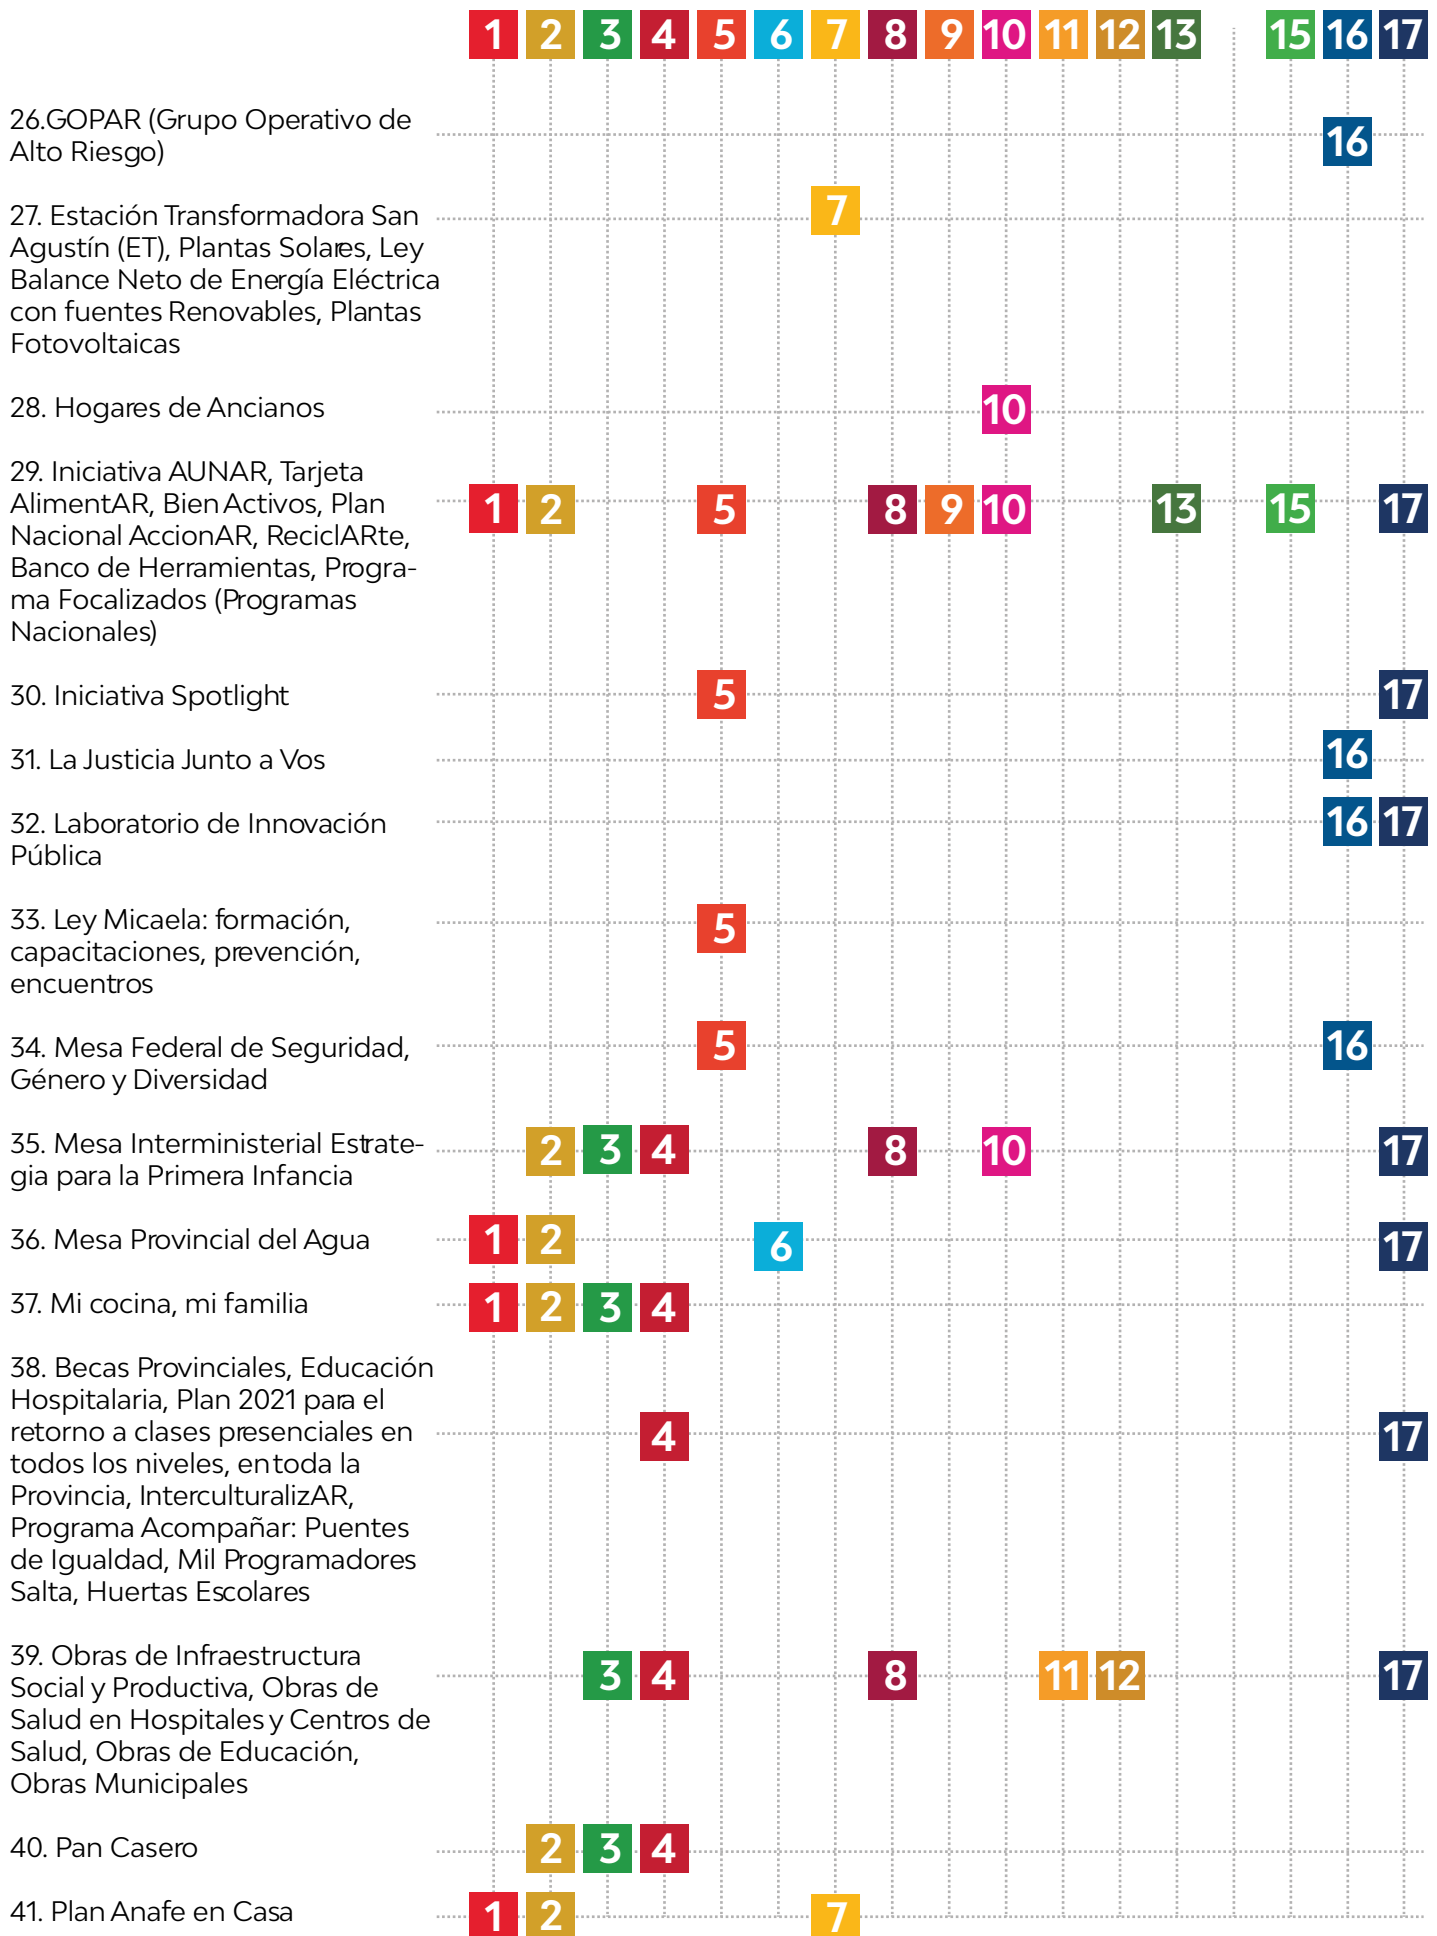 1 2 3 4 5 6 7 8 9 10 11 12 13 15 16 17
26.GOPAR (Grupo Operativo de
Alto Riesgo)
16
27. Estación Transformadora San
Agustín (ET), Plantas Solares, Ley
Balance Neto de Energía Eléctrica
con fuentes Renovables, Plantas
Fotovoltaicas
7
28. Hogares de Ancianos
10
29. Iniciativa AUNAR, Tarjeta
AlimentAR, Bien Activos, Plan
Nacional AccionAR, ReciclARte,
Banco de Herramientas, Progra-
ma Focalizados (Programas
Nacionales)
1 2 5 8 9 10 13 15 17
30. Iniciativa Spotlight
5 17
31. La Justicia Junto a Vos
16
32. Laboratorio de Innovación
Pública
16 17
33. Ley Micaela: formación,
capacitaciones, prevención,
encuentros
5
34. Mesa Federal de Seguridad,
Género y Diversidad
5 16
35. Mesa Interministerial Estrate-
gia para la Primera Infancia
2 3 4 8 10 17
36. Mesa Provincial del Agua
1 2 6 17
37. Mi cocina, mi familia
1 2 3 4
38. Becas Provinciales, Educación
Hospitalaria, Plan 2021 para el
retorno a clases presenciales en
todos los niveles, en toda la
Provincia, InterculturalizAR,
Programa Acompañar: Puentes
de Igualdad, Mil Programadores
Salta, Huertas Escolares
4 17
39. Obras de Infraestructura
Social y Productiva, Obras de
Salud en Hospitales y Centros de
Salud, Obras de Educación,
Obras Municipales
3 4 8 11 12 17
40. Pan Casero
2 3 4
41. Plan Anafe en Casa
1 2 7